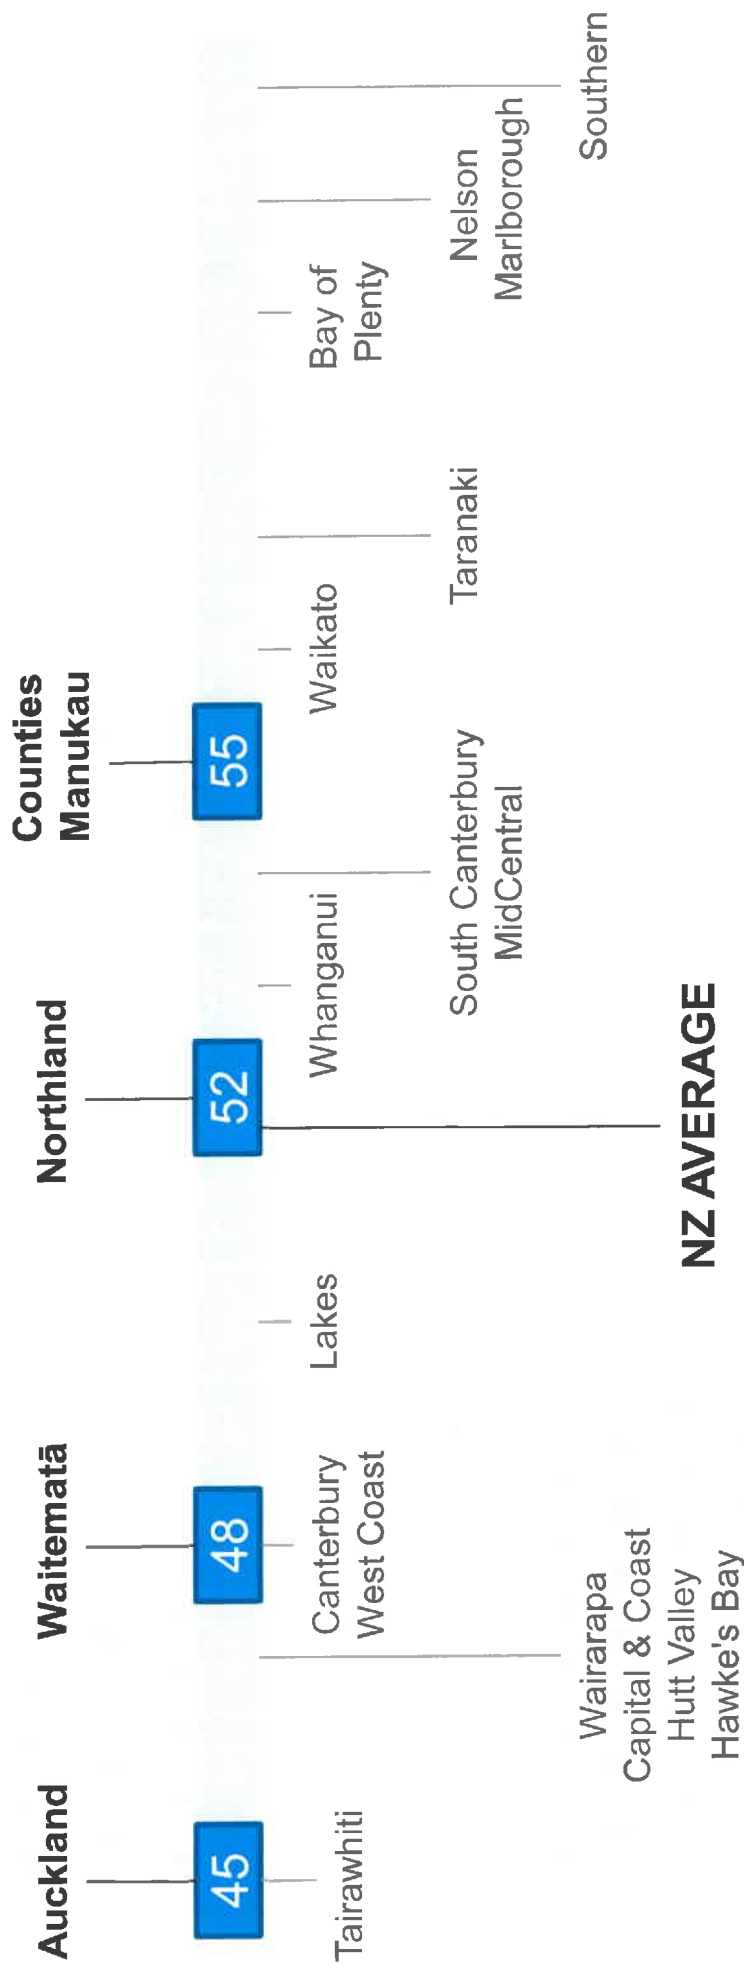 Auckland
Waitematā
Northland
Counties
Manukau
45
48
52
55
Tairawhiti
Canterbury
West Coast
Lakes
Whanganui
Waikato
Bay of
Plenty
South Canterbury
MidCentral
Taranaki
Nelson
Marlborough
Wairarapa
Capital & Coast
Hutt Valley
Hawke's Bay
Southern
NZ AVERAGE